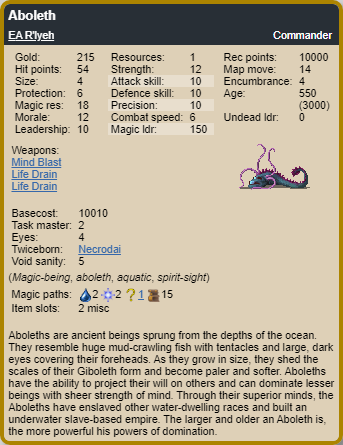 Aboleth
EA R'lyeh Commander
Gold: 215 Resources: 1 Rec points: 10000
Hit points: 54 Strength: 12 Map move: 14
Size: 4 Attack skill: 10 Encumbrance: 4
Protection: 6 Defence skill: 10 Age: 550
Magic res: 18 Precision: 10 (3000)
Morale: 12 Combat speed: 6 Undead ldr: 0
Leadership: 10 Magic ldr: 150
Weapons:
Mind Blast
Life Drain
Life Drain
Basecost: 10010
Task master: 2
Eyes: 4
Twiceborn: Necrodai
Void sanity: 5
(Magic-being, aboleth, aquatic, spirit-sight)
Magic paths: 2 2 ?1 15
Item slots: 2 misc
Aboleths are ancient beings sprung from the depths of the ocean.
They resemble huge mud-crawling fish with tentacles and large, dark
eyes covering their foreheads. As they grow in size, they shed the
scales of their Giboleth form and become paler and softer. Aboleths
have the ability to project their will on others and can dominate lesser
beings with sheer strength of mind. Through their superior minds, the
Aboleths have enslaved other water-dwelling races and built an
underwater slave-based empire. The larger and older an Aboleth is,
the more powerful his powers of domination.